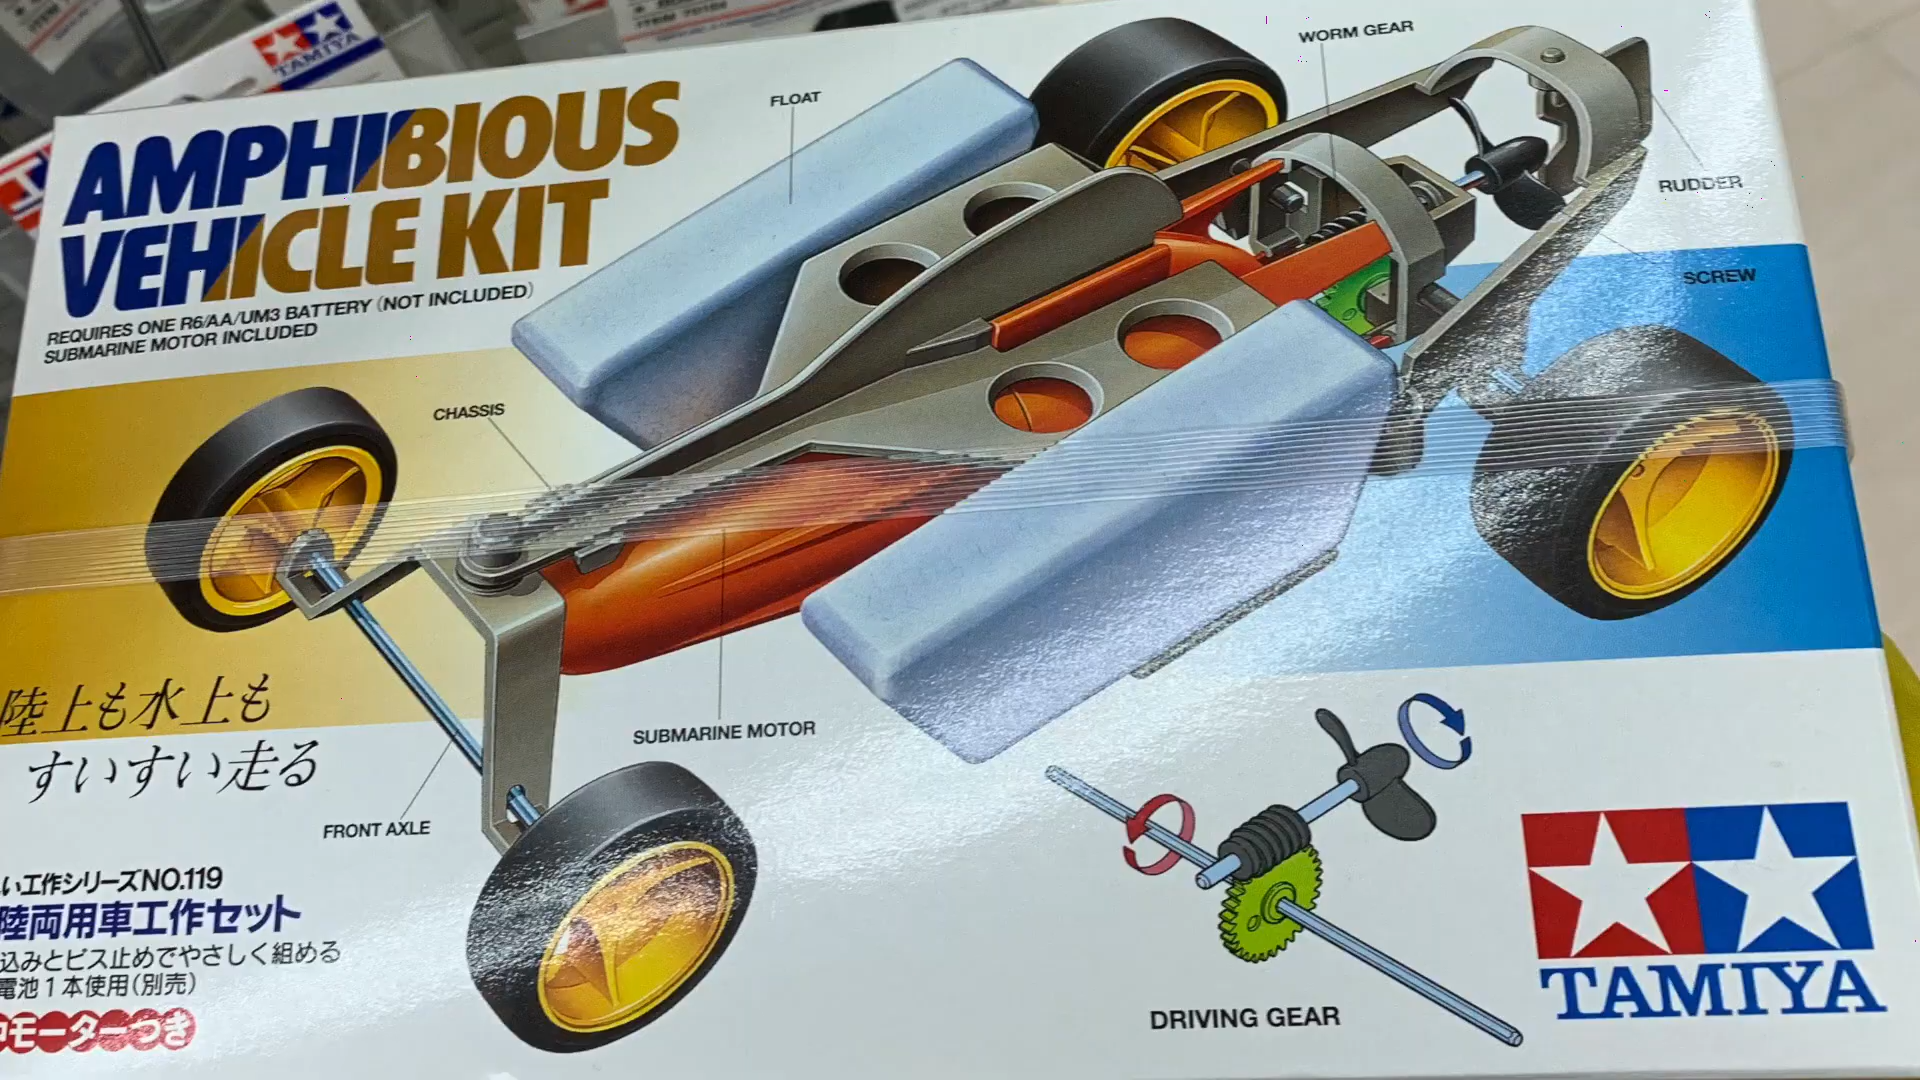 TAMIYA
AMPHIBIOUS
VEHICLE KIT
REQUIRES ONE R6/AA/UM3 BATTERY (NOT INCLUDED)
SUBMARINE MOTOR INCLUDED
FLOAT
WORM GEAR
RUDDER
SCREW
CHASSIS
SUBMARINE MOTOR
FRONT AXLE
陸上も水上も
すいすい走る
い工作シリーズNO.119
陸両用車工作セット
込みとビス止めでやさしく組める
電池1本使用(別売)
モーターつき
DRIVING GEAR
TAMIYA